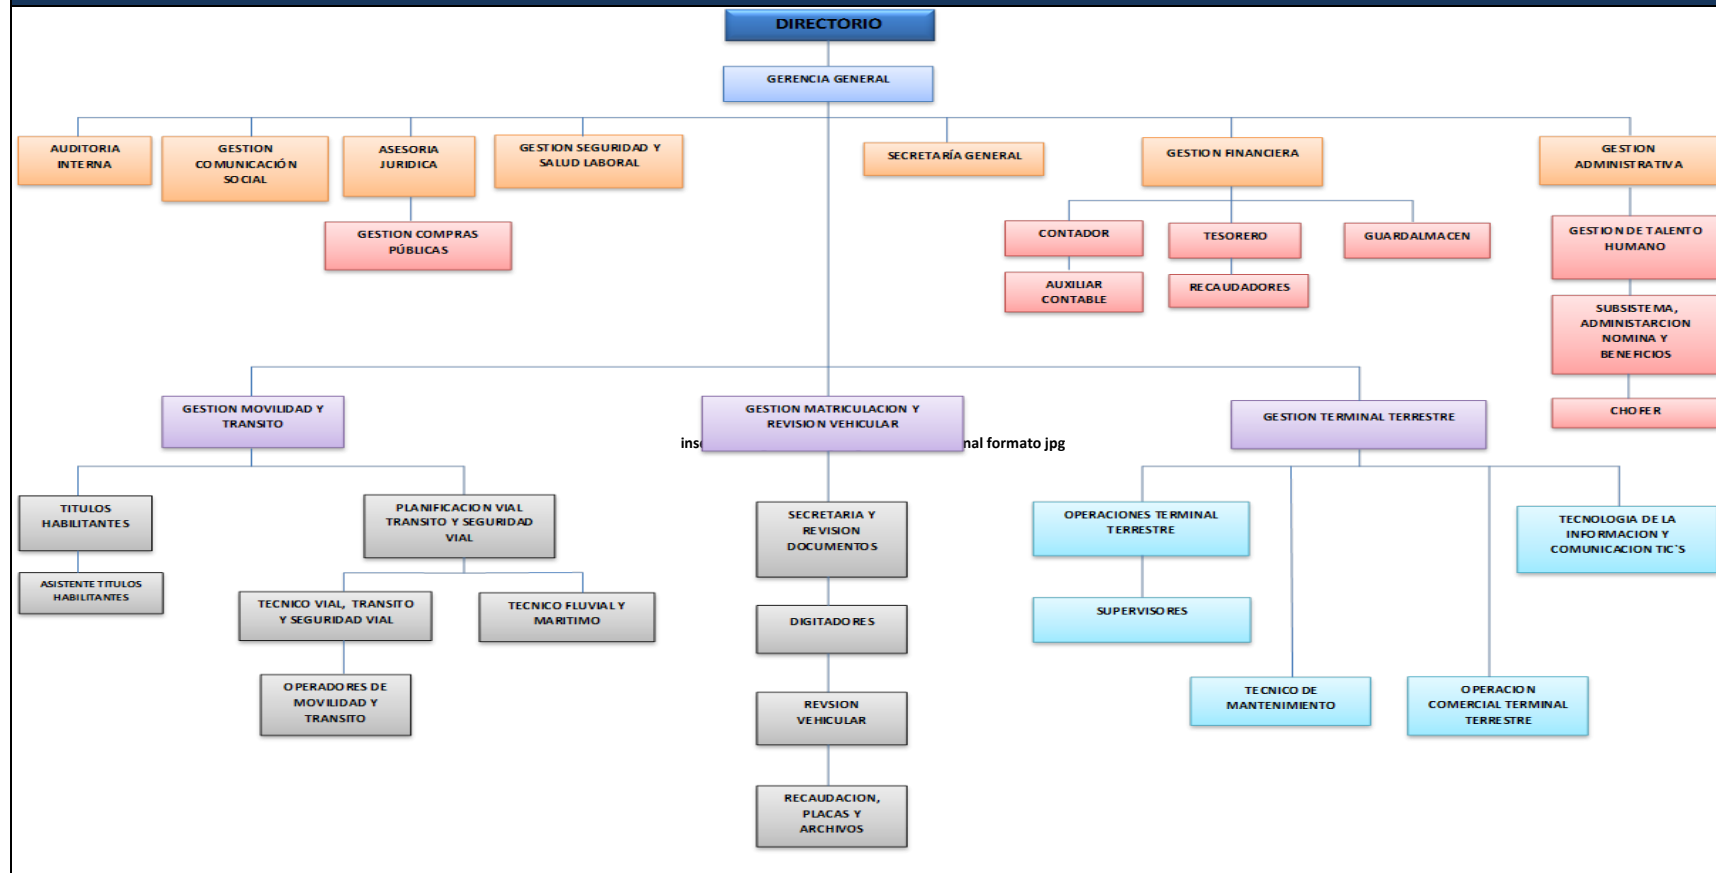 DIRECTORIO
GERENCIA GENERAL
AUDITORIA
INTERNA
GESTION
COMUNICACIÓN
SOCIAL
ASESORIA
JURIDICA
GESTION SEGURIDAD Y
SALUD LABORAL
SECRETARÍA GENERAL
GESTION FINANCIERA
GESTION
ADMINISTRATIVA
GESTION COMPRAS
PÚBLICAS
CONTADOR
TESORERO
GUARDALMACEN
GESTION DE TALENTO
HUMANO
AUXILIAR
CONTABLE
RECAUDADORES
SUBSISTEMA,
ADMINISTARCION
NOMINA Y
BENEFICIOS
CHOFER
GESTION MOVILIDAD Y
TRANSITO
GESTION MATRICULACION Y
REVISION VEHICULAR
GESTION TERMINAL TERRESTRE
formato jpg
TITULOS
HABILITANTES
PLANIFICACION VIAL
TRANSITO Y SEGURIDAD
VIAL
SECRETARIA Y
REVISION
DOCUMENTOS
OPERACIONES TERMINAL
TERRESTRE
TECNOLOGIA DE LA
INFORMACION Y
COMUNICACION TIC`S
ASISTENTE TITULOS
HABILITANTES
TECNICO VIAL, TRANSITO
Y SEGURIDAD VIAL
TECNICO FLUVIAL Y
MARITIMO
DIGITADORES
SUPERVISORES
OPERADORES DE
MOVILIDAD Y
TRANSITO
REVSION
VEHICULAR
TECNICO DE
MANTENIMIENTO
OPERACION
COMERCIAL TERMINAL
TERRESTRE
RECAUDACION,
PLACAS Y
ARCHIVOS